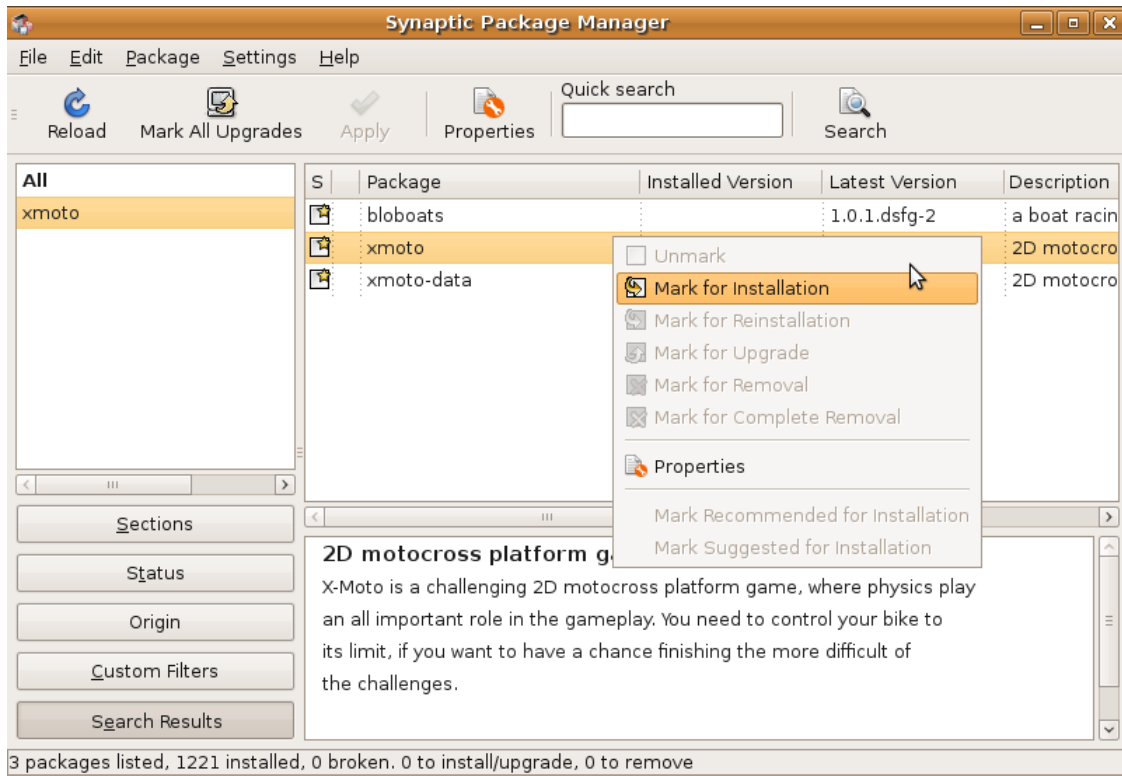 Synaptic Package Manager
File Edit Package Settings Help
Quick search
Reload Mark All Upgrades Apply Properties Search
All
xmoto
S Package Installed Version Latest Version Description
bloboats 1.0.1.dsfg-2 a boat racin
xmoto 2D motocro
xmoto-data 2D motocro
Unmark
Mark for Installation
Mark for Reinstallation
Mark for Upgrade
Mark for Removal
Mark for Complete Removal
Properties
Mark Recommended for Installation
Mark Suggested for Installation
Sections
Status
Origin
Custom Filters
Search Results
2D motocross platform g
X-Moto is a challenging 2D motocross platform game, where physics play
an all important role in the gameplay. You need to control your bike to
its limit, if you want to have a chance finishing the more difficult of
the challenges.
3 packages listed, 1221 installed, 0 broken. 0 to install/upgrade, 0 to remove